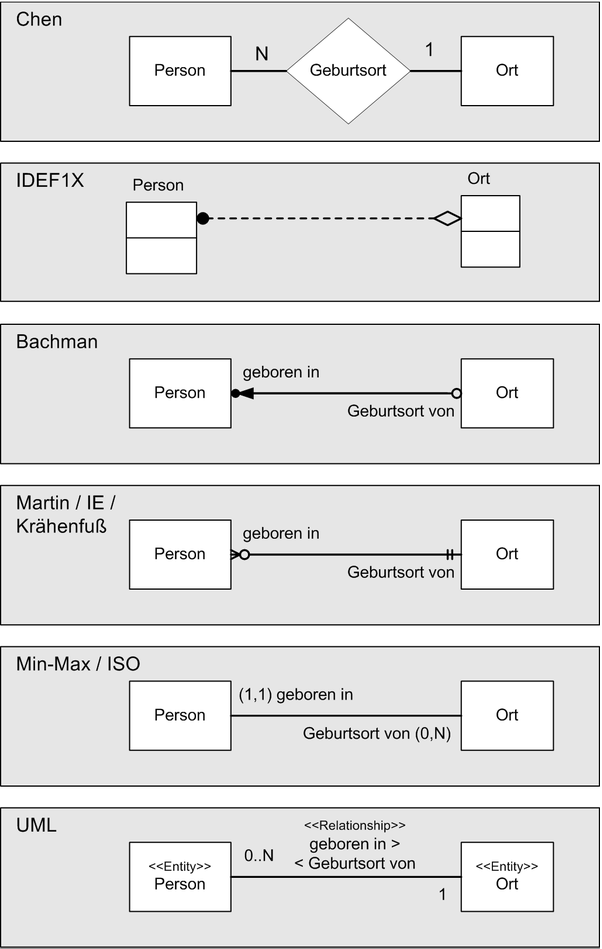 Chen
Person
N
Geburtsort
1
Ort
IDEF1X
Person
Ort
Bachman
Person
geboren in
Geburtsort von
Ort
Martin / IE /
Krähenfuß
Person
geboren in
Geburtsort von
Ort
Min-Max / ISO
Person
(1,1) geboren in
Geburtsort von (0,N)
Ort
UML
<<Entity>>
Person
0..N
<<Relationship>>
geboren in >
< Geburtsort von
1
<<Entity>>
Ort